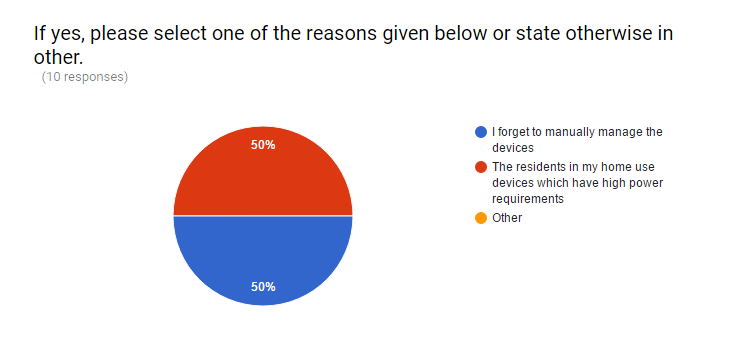 If yes, please select one of the reasons given below or state otherwise in
other.
(10 responses)
50%
50%
I forget to manually manage the
devices
The residents in my home use
devices which have high power
requirements
Other